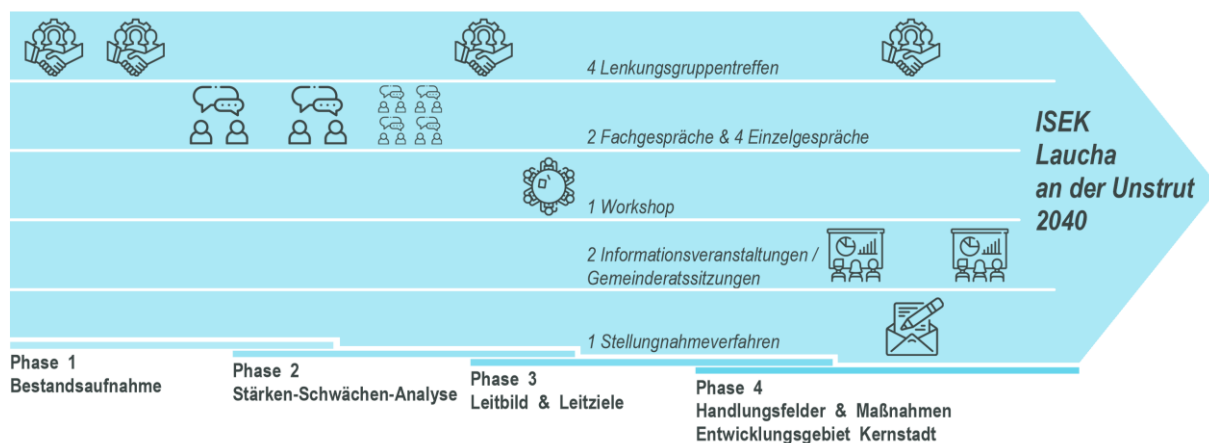 4 Lenkungsgruppentreffen
2 Fachgespräche & 4 Einzelgespräche
1 Workshop
2 Informationsveranstaltungen /
Gemeinderatssitzungen
1 Stellungnahmeverfahren
ISEK
Laucha
an der Unstrut
2040
Phase 1
Bestandsaufnahme
Phase 2
Stärken-Schwächen-Analyse
Phase 3
Leitbild & Leitziele
Phase 4
Handlungsfelder & Maßnahmen
Entwicklungsgebiet Kernstadt